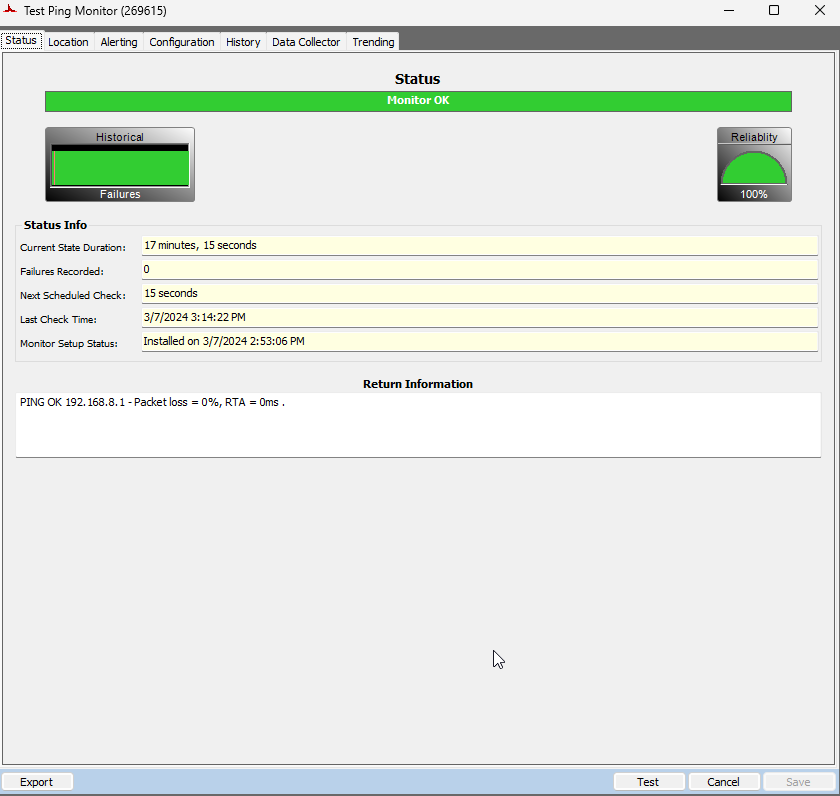 Test Ping Monitor (269615)
Status Location Alerting Configuration History Data Collector Trending
Status
Monitor OK
Historical
Failures
Reliablity
100%
Status Info
Current State Duration: 17 minutes, 15 seconds
Failures Recorded: 0
Next Scheduled Check: 15 seconds
Last Check Time: 3/7/2024 3:14:22 PM
Monitor Setup Status: Installed on 3/7/2024 2:53:06 PM
Return Information
PING OK 192.168.8.1 - Packet loss = 0%, RTA = 0ms .
Export Test Cancel Save